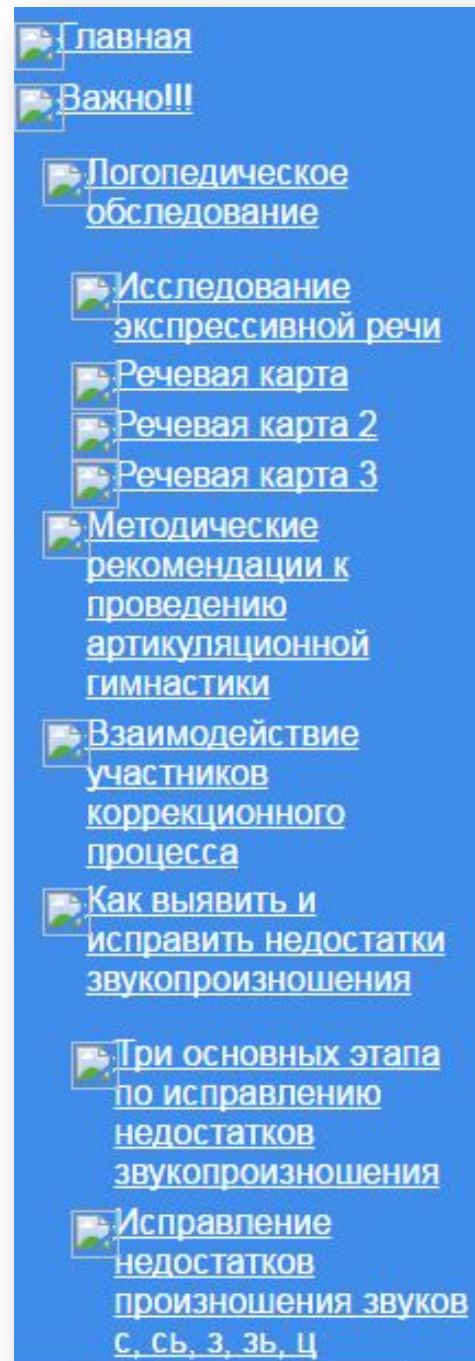 Главная
Важно!!!
Логопедическое
обследование
Исследование
экспрессивной речи
Речевая карта
Речевая карта 2
Речевая карта 3
Методические
рекомендации к
проведению
артикуляционной
гимнастики
Взаимодействие
участников
коррекционного
процесса
Как выявить и
исправить недостатки
звукопроизношения
Три основных этапа
по исправлению
недостатков
звукопроизношения
Исправление
недостатков
произношения звуков
с, сь, з, зь, ц